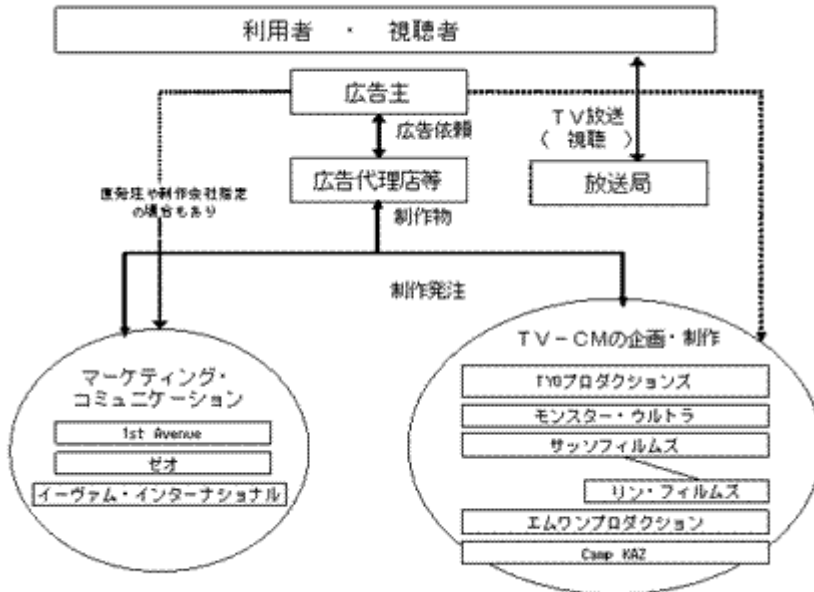 利用者 ・ 視聴者
広告主
広告依頼
TV放送
( 視聴 )
広告代理店等
放送局
直発注や制作会社指定
の場合もあり
制作物
制作発注
マーケティング・
コミュニケーション
1st Avenue
ゼオ
イーヴァム・インターナショナル
TV-CMの企画・制作
TYOプロダクションズ
モンスター・ウルトラ
サッソフィルムズ
リン・フィルムズ
エムワンプロダクション
Camp KAZ